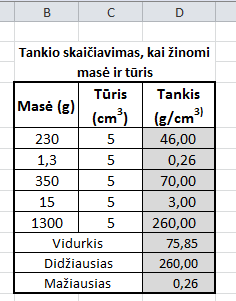 B C D
Tankio skaičiavimas, kai žinomi
masė ir tūris
Masė (g) Tūris (cm³) Tankis (g/cm³⁾
230 5 46,00
1,3 5 0,26
350 5 70,00
15 5 3,00
1300 5 260,00
Vidurkis 75,85
Didžiausias 260,00
Mažiausias 0,26